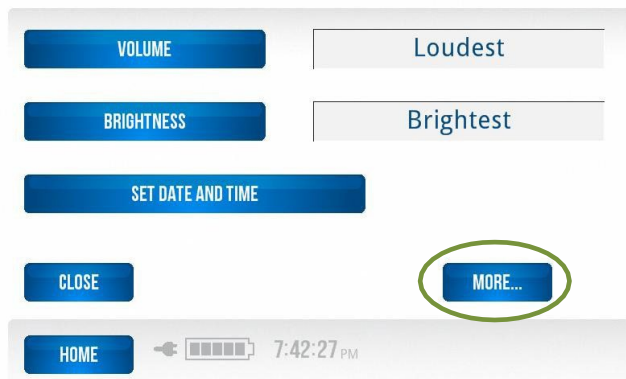 VOLUME Loudest
BRIGHTNESS Brightest
SET DATE AND TIME
CLOSE MORE...
HOME 7:42:27 PM